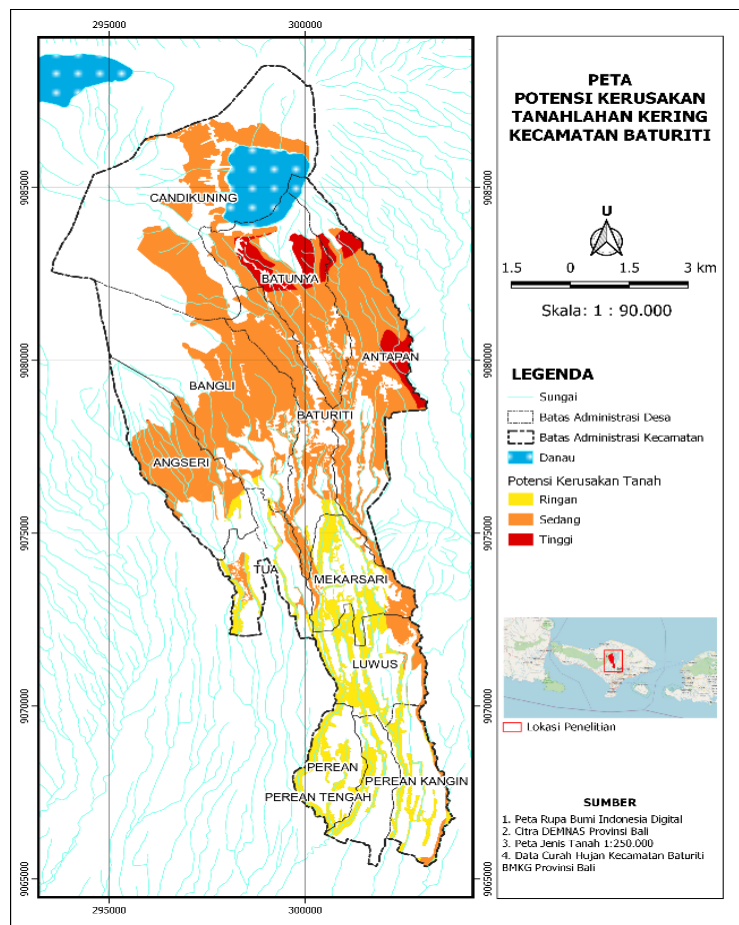 295000
300000
9085000
9080000
9075000
9070000
9065000
CANDIKUNING
BATUNYA
ANTAPAN
BANGLI
BATURITI
ANGSERI
TUA
MEKARSARI
LUWUS
PEREAN
PEREAN KANGIN
PEREAN TENGAH
9085000
9080000
9075000
9070000
9065000
295000
300000
PETA
POTENSI KERUSAKAN
TANAHLAHAN KERING
KECAMATAN BATURITI
U
1.5 0 1.5 3 km
Skala: 1 : 90.000
LEGENDA
Sungai
Batas Administrasi Desa
Batas Administrasi Kecamatan
Danau
Potensi Kerusakan Tanah
Ringan
Sedang
Tinggi
Lokasi Penelitian
SUMBER
1. Peta Rupa Bumi Indonesia Digital
2. Citra DEMNAS Provinsi Bali
3. Peta Jenis Tanah 1:250.000
4. Data Curah Hujan Kecamatan Baturiti
BMKG Provinsi Bali